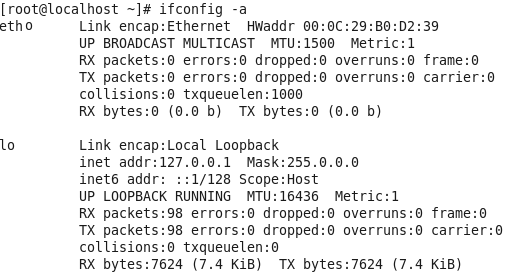 [root@localhost ~]# ifconfig -a
etho Link encap:Ethernet HWaddr 00:0C:29:B0:D2:39
UP BROADCAST MULTICAST MTU:1500 Metric:1
RX packets:0 errors:0 dropped:0 overruns:0 frame:0
TX packets:0 errors:0 dropped:0 overruns:0 carrier:0
collisions:0 txqueuelen:1000
RX bytes:0 (0.0 b) TX bytes:0 (0.0 b)
lo Link encap:Local Loopback
inet addr:127.0.0.1 Mask:255.0.0.0
inet6 addr: ::1/128 Scope:Host
UP LOOPBACK RUNNING MTU:16436 Metric:1
RX packets:98 errors:0 dropped:0 overruns:0 frame:0
TX packets:98 errors:0 dropped:0 overruns:0 carrier:0
collisions:0 txqueuelen:0
RX bytes:7624 (7.4 KiB) TX bytes:7624 (7.4 KiB)